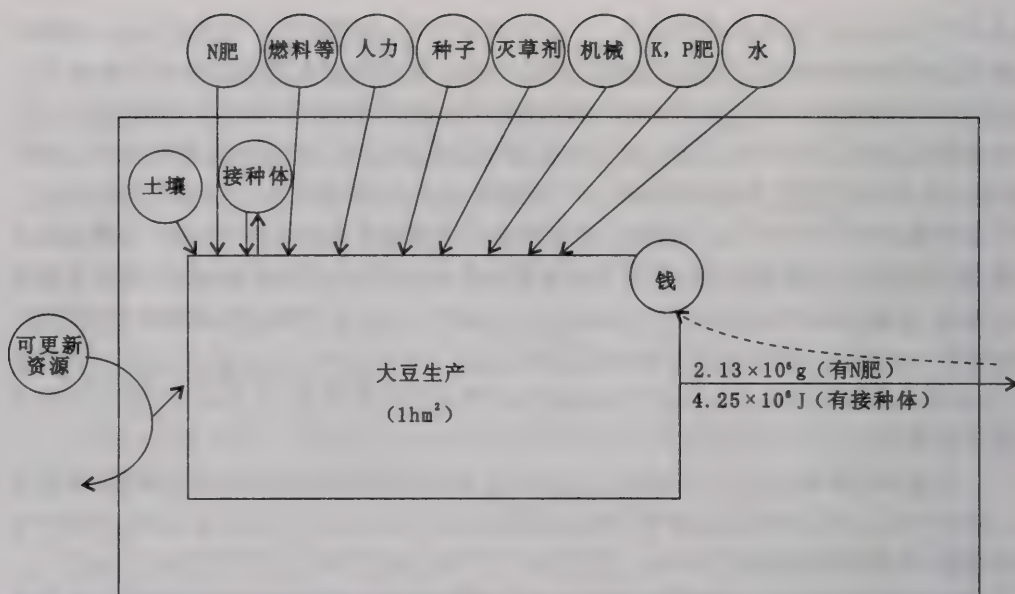 N肥 燃料等 人力 种子 灭草剂 机械 K，P肥 水
土壤
接种体
钱
可更新
资源
大豆生产
(1hm²)
2.13×10⁶g（有N肥）
4.25×10⁶J（有接种体）